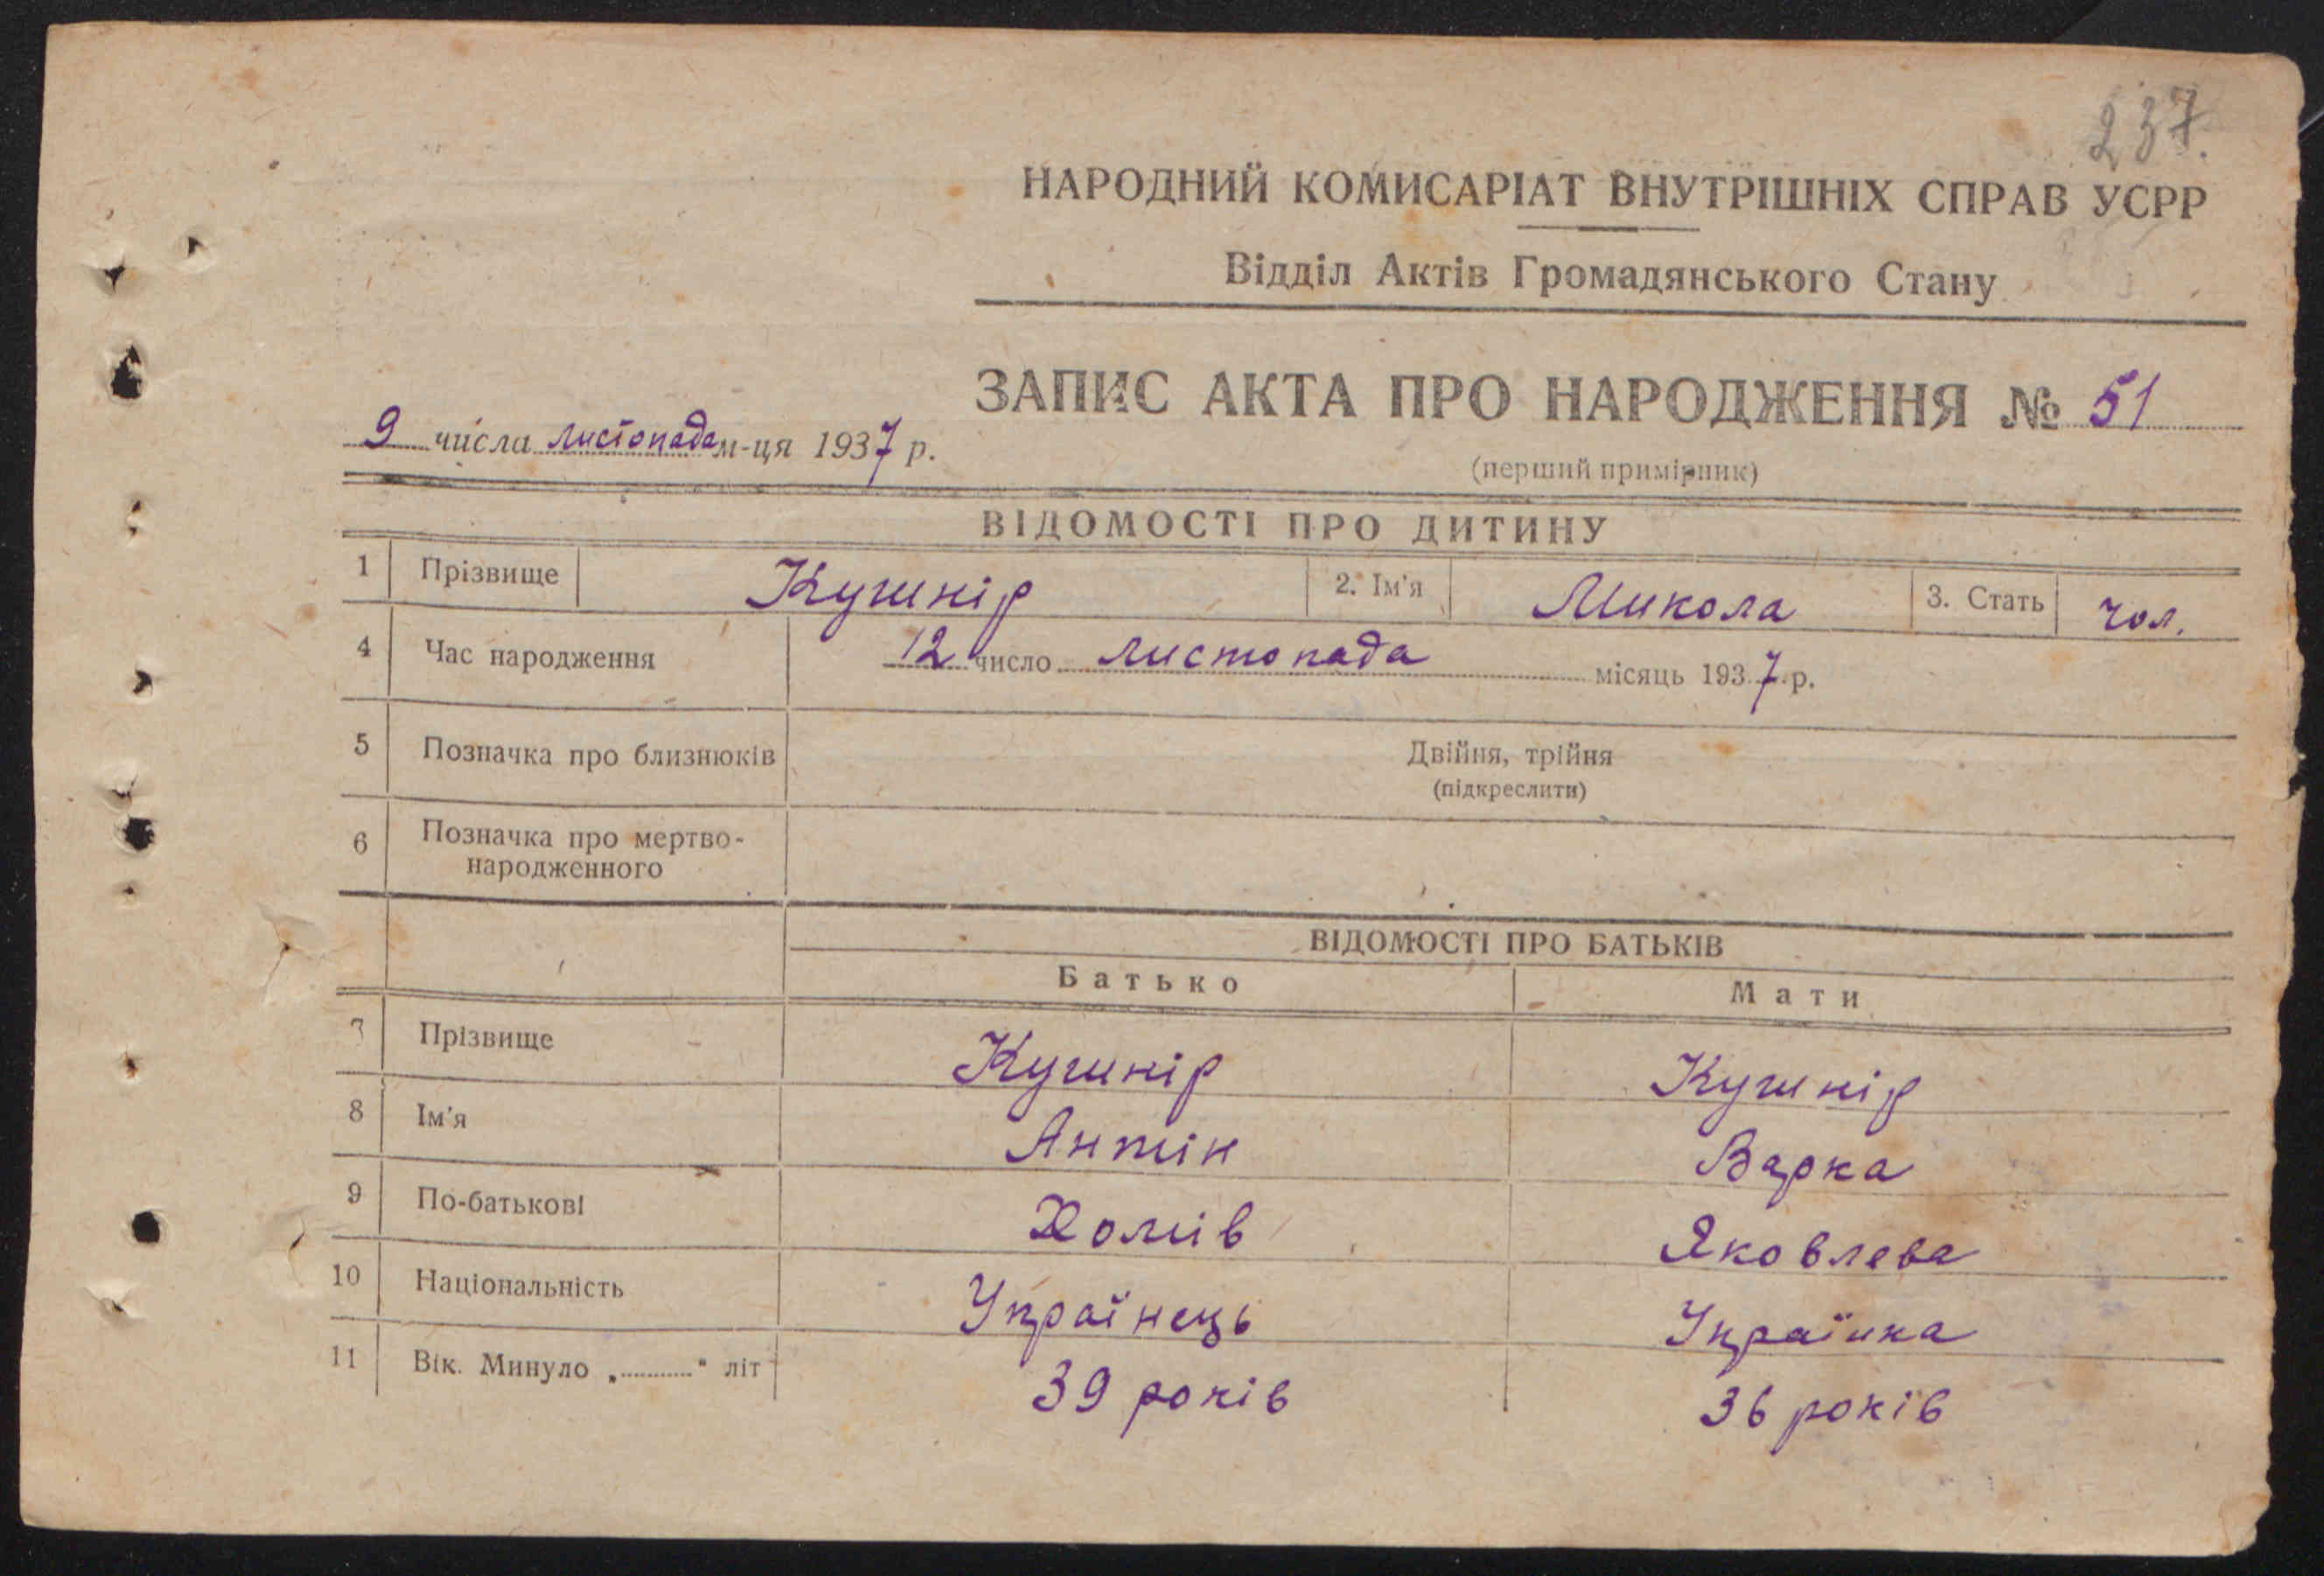 237.
НАРОДНИЙ КОМИСАРІАТ ВНУТРІШНІХ СПРАВ УСРР
Відділ Актів Громадянського Стану
ЗАПИС АКТА ПРО НАРОДЖЕННЯ № 51
9 числа листопада м-ця 1937 р.
(перший примірник)
ВІДОМОСТІ ПРО ДИТИНУ
1 Прізвище Кушнір 2. Ім'я Микола 3. Стать чол.
4 Час народження 12 число листопада місяць 1937 р.
5 Позначка про близнюків Двійня, трійня
(підкреслити)
6 Позначка про мертво-
народженного
ВІДОМОСТІ ПРО БАТЬКІВ
Батько Мати
7 Прізвище Кушнір Кушнір
8 Ім'я Антін Варка
9 По-батькові Хомів Яковлева
10 Національність Українець Українка
11 Вік. Минуло „..........“ літ 39 років 36 років